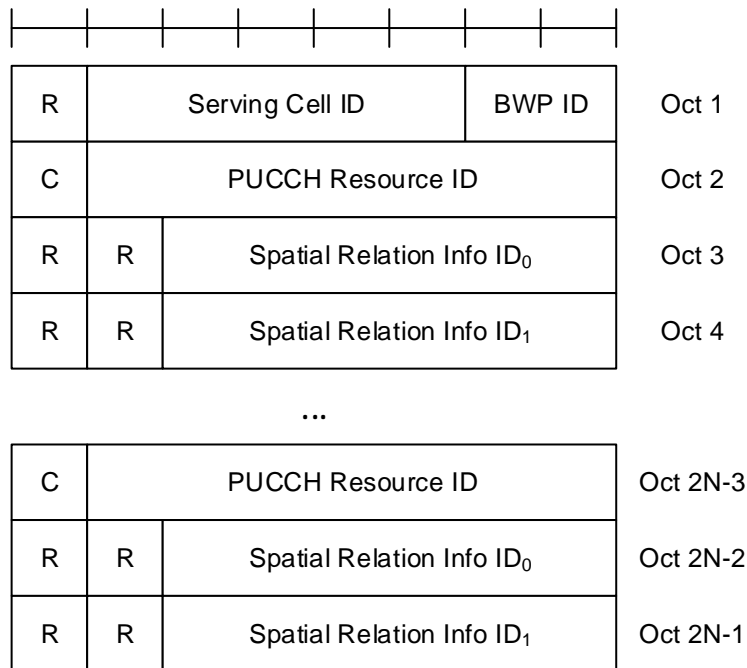 R Serving Cell ID BWP ID Oct 1
C PUCCH Resource ID Oct 2
R R Spatial Relation Info ID₀ Oct 3
R R Spatial Relation Info ID₁ Oct 4
...
C PUCCH Resource ID Oct 2N-3
R R Spatial Relation Info ID₀ Oct 2N-2
R R Spatial Relation Info ID₁ Oct 2N-1